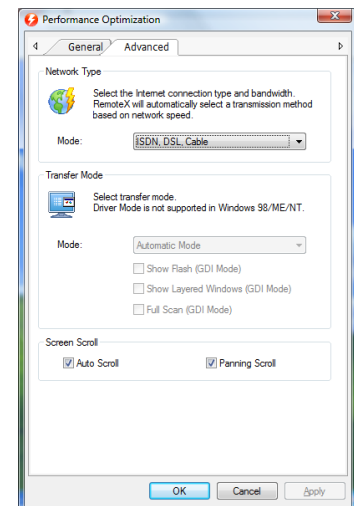 Performance Optimization
General Advanced
Network Type
Select the Internet connection type and bandwidth.
RemoteX will automatically select a transmission method
based on network speed.
Mode: ISDN, DSL, Cable
Transfer Mode
Select transfer mode.
Driver Mode is not supported in Windows 98/ME/NT.
Mode: Automatic Mode
Show Flash (GDI Mode)
Show Layered Windows (GDI Mode)
Full Scan (GDI Mode)
Screen Scroll
Auto Scroll Panning Scroll
OK Cancel Apply